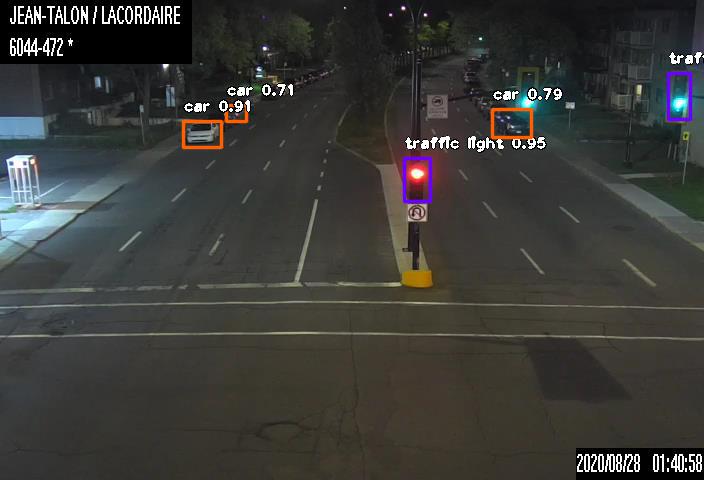 JEAN-TALON / LACORDAIRE
6044-472 *
traf
car 0.71
car 0.91
car 0.79
traffic light 0.95
2020/08/28 01:40:58